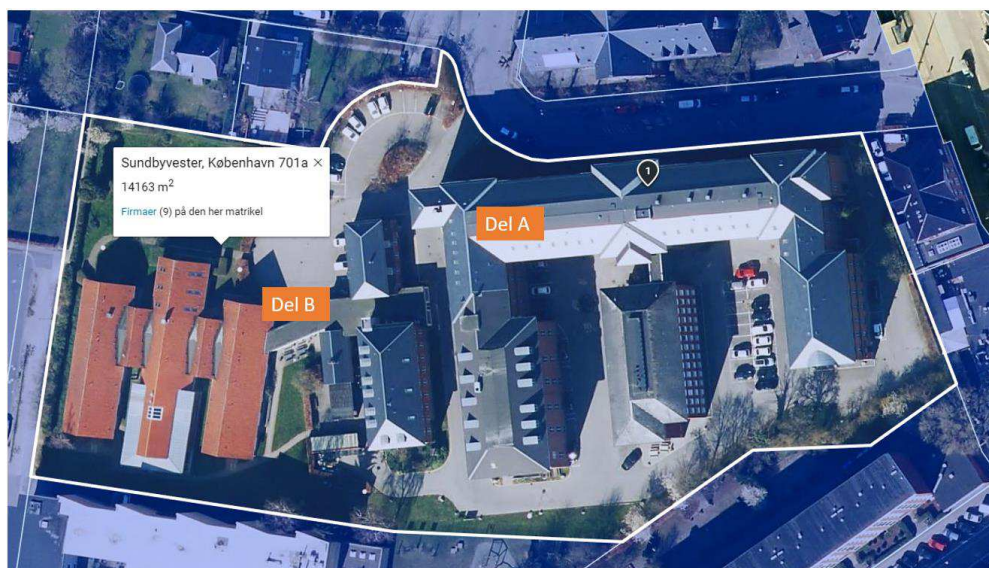 Sundbyvester, København 701a ×
14163 m²
Firmaer (9) på den her matrikel
1
Del A
Del B